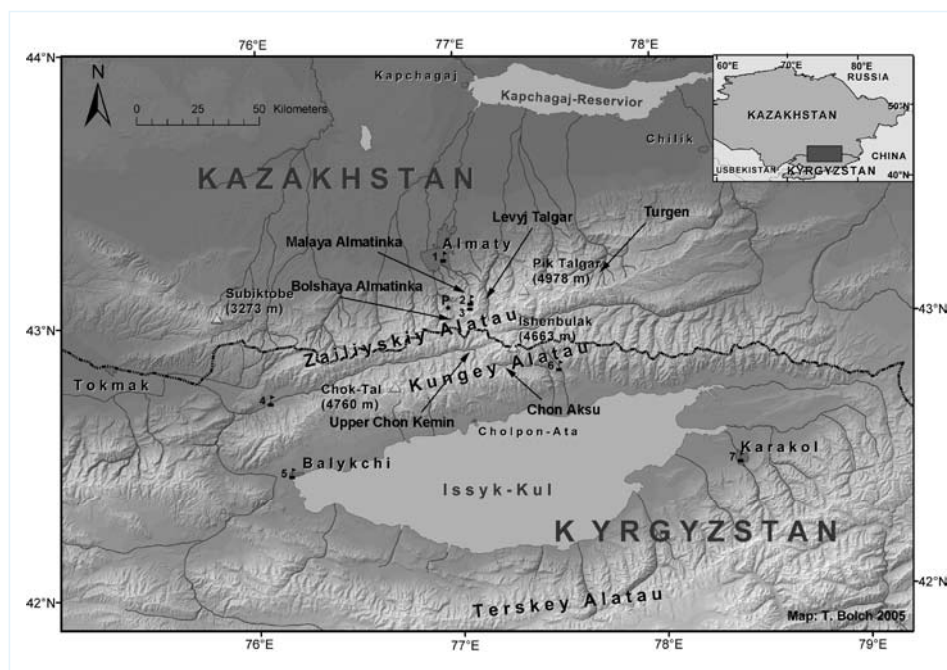 76°E
77°E
78°E
44°N
44°N
N
0 25 50 Kilometers
Kapchagaj
Kapchagaj-Reservior
60°E
70°E
80°E
RUSSIA
KAZAKHSTAN
50°N
CHINA
USBEKISTAN
KYRGYZSTAN
40°N
Chilik
KAZAKHSTAN
Levyj Talgar
Turgen
Malaya Almatinka
Almaty
1
Pik Talgar
(4978 m)
Bolshaya Almatinka
Subiktobe
(3273 m)
P
2
3
43°N
43°N
Zailiyskiy Alatau
Ishenbulak
(4663 m)
Kungey Alatau
6
Tokmak
Chok-Tal
(4760 m)
4
Upper Chon Kemin
Chon Aksu
Cholpon-Ata
Balykchi
5
Karakol
7
Issyk-Kul
KYRGYZSTAN
42°N
42°N
Terskey Alatau
Map: T. Bolch 2005
76°E
77°E
78°E
79°E